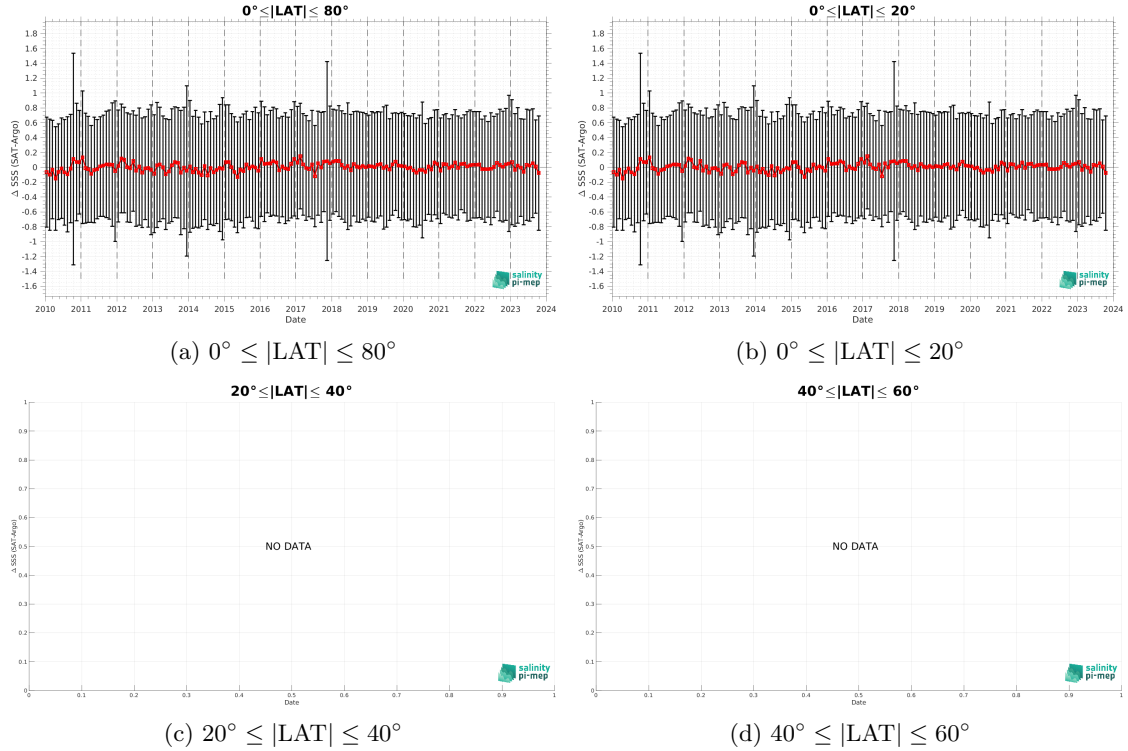 0°≤|LAT|≤ 80°
Δ SSS (SAT-Argo)
1.8
1.6
1.4
1.2
1
0.8
0.6
0.4
0.2
0
-0.2
-0.4
-0.6
-0.8
-1
-1.2
-1.4
-1.6
salinity
pi-mep
2010 2011 2012 2013 2014 2015 2016 2017 2018 2019 2020 2021 2022 2023 2024
Date
(a) 0° ≤ |LAT| ≤ 80°
0°≤|LAT|≤ 20°
Δ SSS (SAT-Argo)
1.8
1.6
1.4
1.2
1
0.8
0.6
0.4
0.2
0
-0.2
-0.4
-0.6
-0.8
-1
-1.2
-1.4
-1.6
salinity
pi-mep
2010 2011 2012 2013 2014 2015 2016 2017 2018 2019 2020 2021 2022 2023 2024
Date
(b) 0° ≤ |LAT| ≤ 20°
20°≤|LAT|≤ 40°
Δ SSS (SAT-Argo)
1
0.9
0.8
0.7
0.6
0.5
0.4
0.3
0.2
0.1
0
NO DATA
salinity
pi-mep
0 0.1 0.2 0.3 0.4 0.5 0.6 0.7 0.8 0.9 1
Date
(c) 20° ≤ |LAT| ≤ 40°
40°≤|LAT|≤ 60°
Δ SSS (SAT-Argo)
1
0.9
0.8
0.7
0.6
0.5
0.4
0.3
0.2
0.1
0
NO DATA
salinity
pi-mep
0 0.1 0.2 0.3 0.4 0.5 0.6 0.7 0.8 0.9 1
Date
(d) 40° ≤ |LAT| ≤ 60°